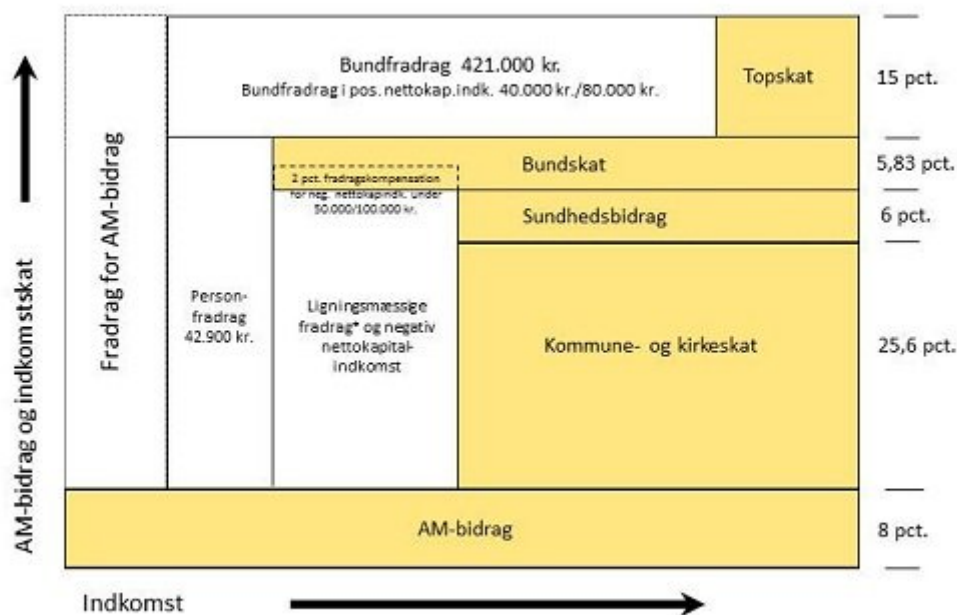 AM-bidrag og indkomstskat
Fradrag for AM-bidrag
Bundfradrag 421.000 kr.
Bundfradrag i pos. nettokap.indk. 40.000 kr./80.000 kr.
Topskat
15 pct.
Bundskat
5,83 pct.
2 pct. fradragskompensation
for neg. nettokapindk. under
50.000/100.000 kr.
Sundhedsbidrag
6 pct.
Person-
fradrag
42.900 kr.
Ligningsmæssige
fradrag* og negativ
nettokapital-
indkomst
Kommune- og kirkeskat
25,6 pct.
AM-bidrag
8 pct.
Indkomst